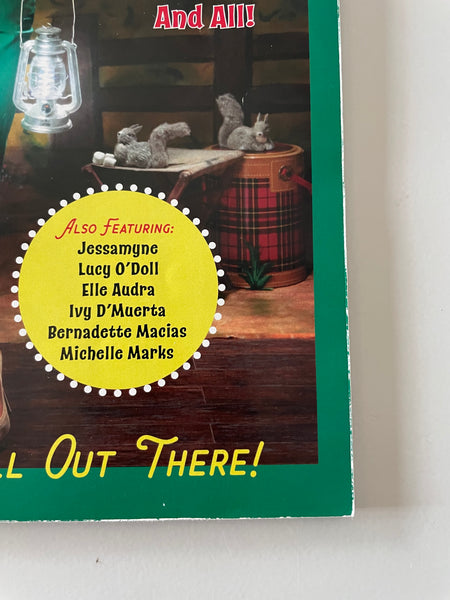 And All!
Also Featuring:
Jessamyne
Lucy O'Doll
Elle Audra
Ivy D'Muerta
Bernadette Macias
Michelle Marks
Out There!